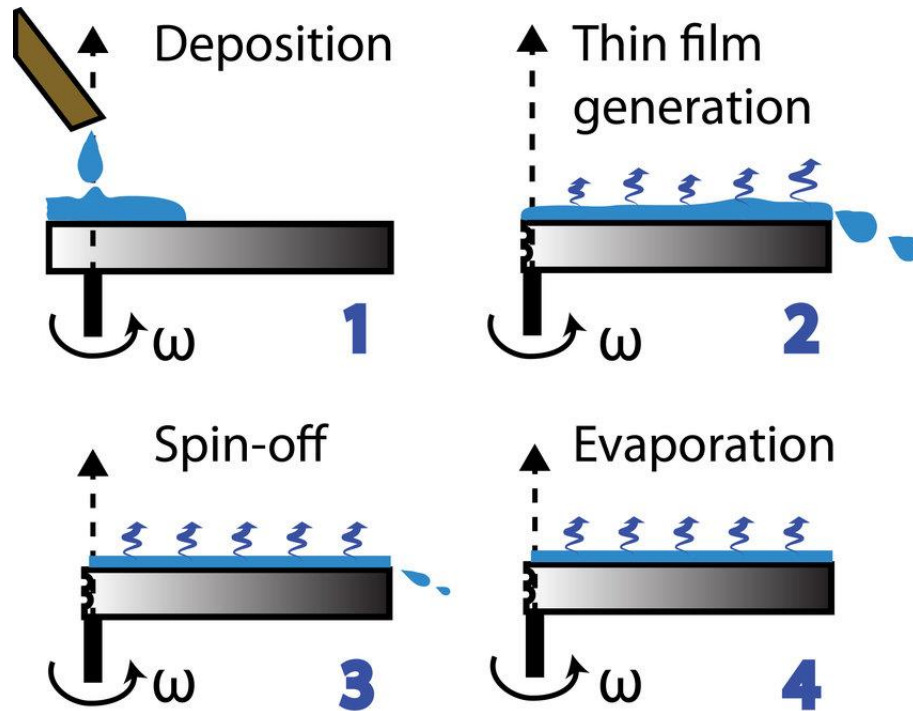 Deposition
ω
1
Thin film
generation
ω
2
Spin-off
ω
3
Evaporation
ω
4